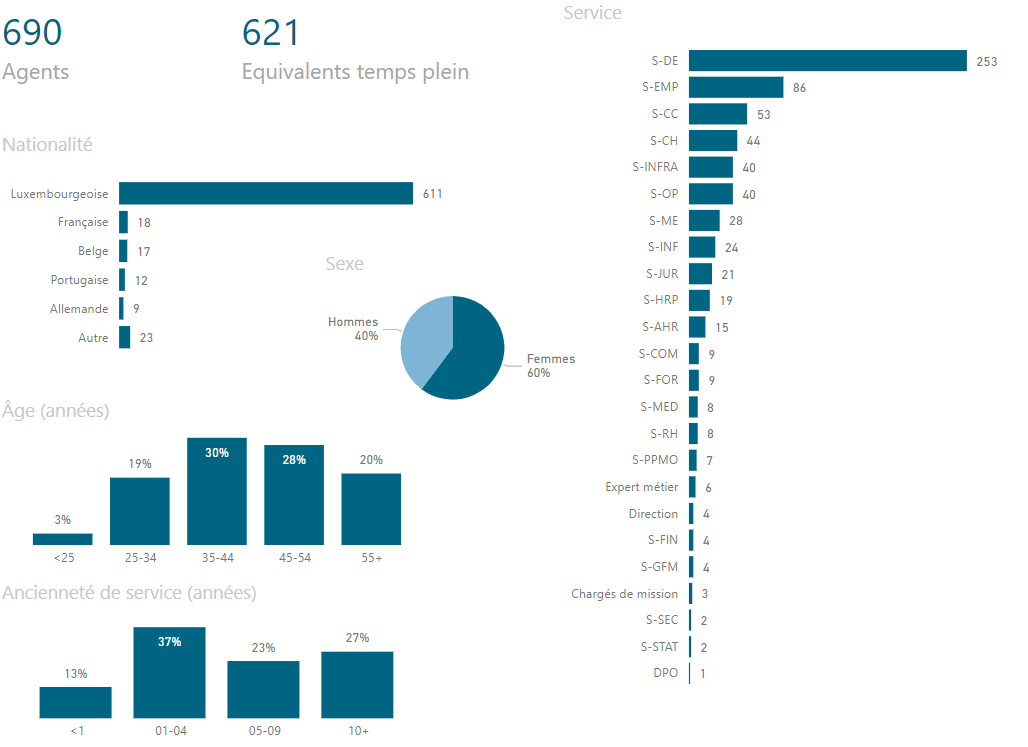 690
Agents
621
Equivalents temps plein
Nationalité
Luxembourgeoise 611
Française 18
Belge 17
Portugaise 12
Allemande 9
Autre 23
Sexe
Hommes
40%
Femmes
60%
Âge (années)
3% 19% 30% 28% 20%
<25 25-34 35-44 45-54 55+
Ancienneté de service (années)
13% 37% 23% 27%
<1 01-04 05-09 10+
Service
S-DE 253
S-EMP 86
S-CC 53
S-CH 44
S-INFRA 40
S-OP 40
S-ME 28
S-INF 24
S-JUR 21
S-HRP 19
S-AHR 15
S-COM 9
S-FOR 9
S-MED 8
S-RH 8
S-PPMO 7
Expert métier 6
Direction 4
S-FIN 4
S-GFM 4
Chargés de mission 3
S-SEC 2
S-STAT 2
DPO 1